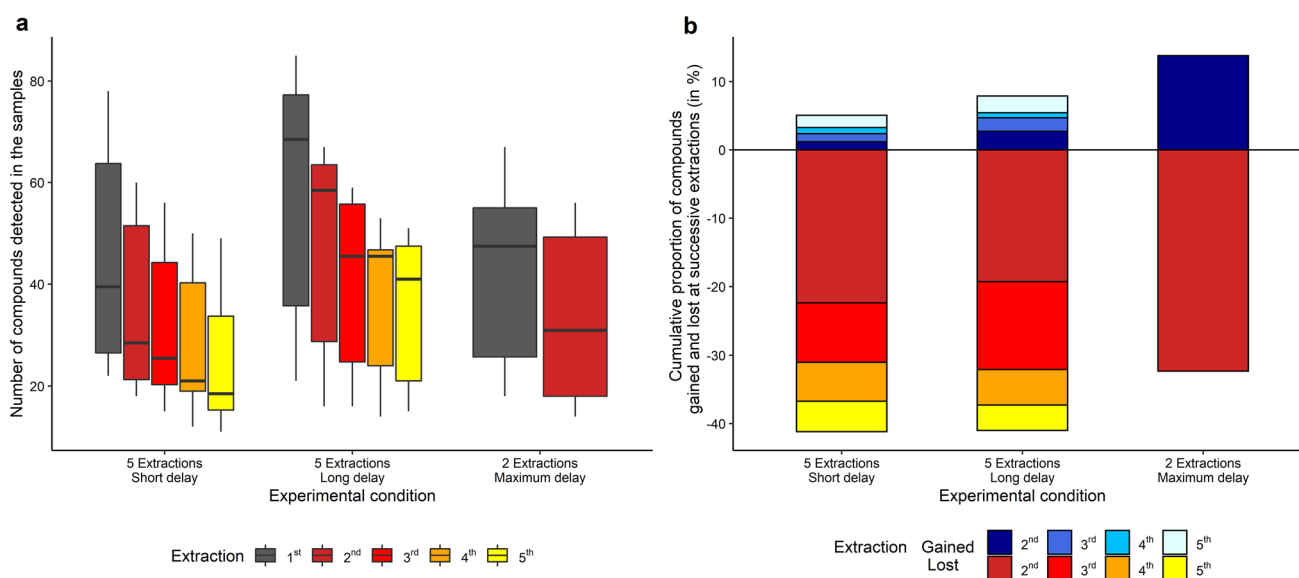 a
Number of compounds detected in the samples
80
60
40
20
5 Extractions
Short delay
5 Extractions
Long delay
2 Extractions
Maximum delay
Experimental condition
Extraction 1st 2nd 3rd 4th 5th
b
Cumulative proportion of compounds
gained and lost at successive extractions (in %)
10
0
-10
-20
-30
-40
5 Extractions
Short delay
5 Extractions
Long delay
2 Extractions
Maximum delay
Experimental condition
Extraction Gained 2nd 3rd 4th 5th
Lost 2nd 3rd 4th 5th